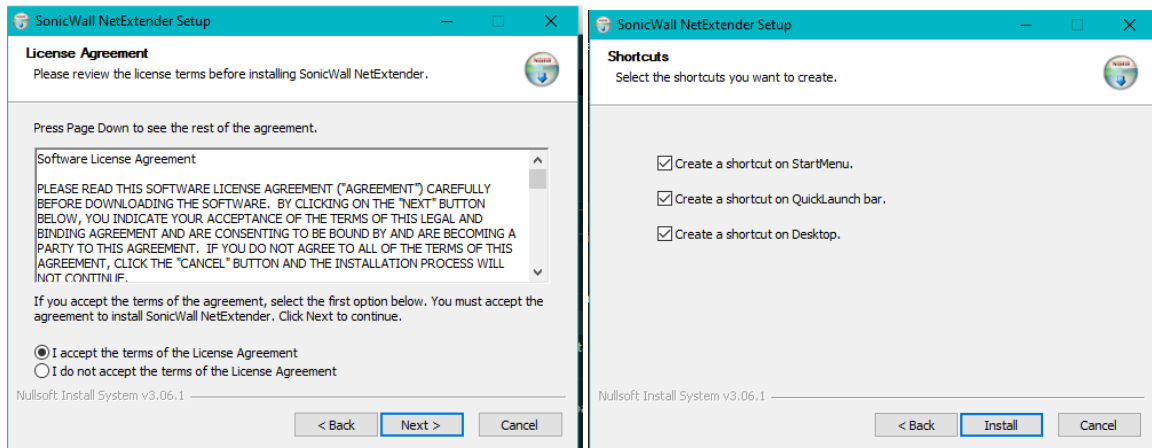 SonicWall NetExtender Setup
License Agreement
Please review the license terms before installing SonicWall NetExtender.
Press Page Down to see the rest of the agreement.
Software License Agreement
PLEASE READ THIS SOFTWARE LICENSE AGREEMENT ("AGREEMENT") CAREFULLY
BEFORE DOWNLOADING THE SOFTWARE.  BY CLICKING ON THE "NEXT" BUTTON
BELOW, YOU INDICATE YOUR ACCEPTANCE OF THE TERMS OF THIS LEGAL AND
BINDING AGREEMENT AND ARE CONSENTING TO BE BOUND BY AND ARE BECOMING A
PARTY TO THIS AGREEMENT.  IF YOU DO NOT AGREE TO ALL OF THE TERMS OF THIS
AGREEMENT, CLICK THE "CANCEL" BUTTON AND THE INSTALLATION PROCESS WILL
NOT CONTINUE.
If you accept the terms of the agreement, select the first option below. You must accept the
agreement to install SonicWall NetExtender. Click Next to continue.
I accept the terms of the License Agreement
I do not accept the terms of the License Agreement
Nullsoft Install System v3.06.1
< Back
Next >
Cancel
SonicWall NetExtender Setup
Shortcuts
Select the shortcuts you want to create.
Create a shortcut on StartMenu.
Create a shortcut on QuickLaunch bar.
Create a shortcut on Desktop.
Nullsoft Install System v3.06.1
< Back
Install
Cancel